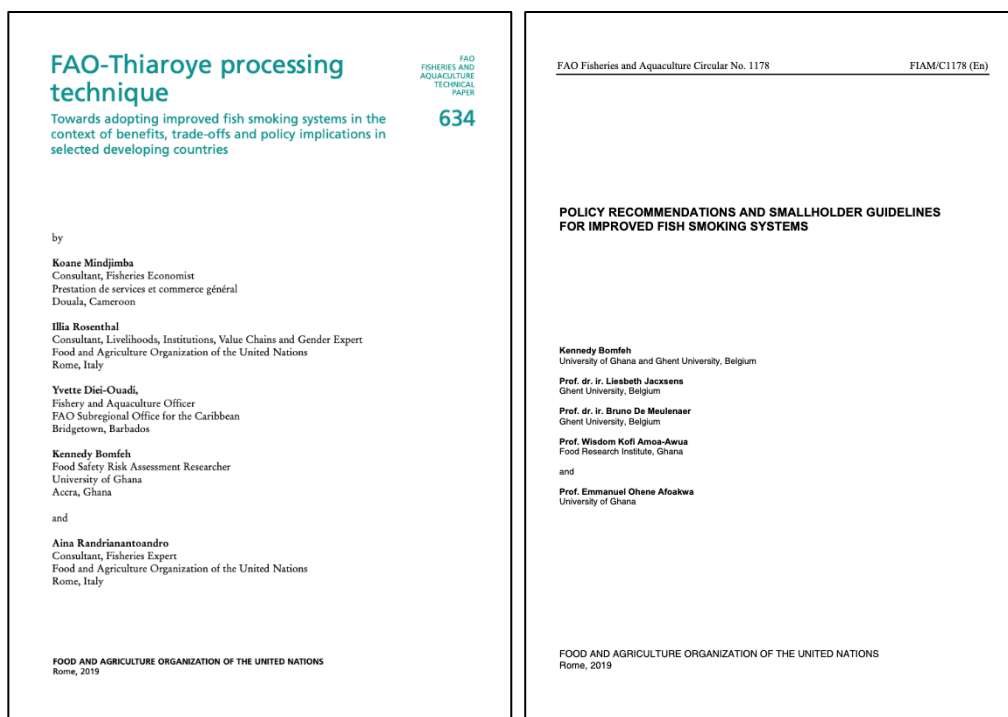 FAO-Thiaroye processing
technique
Towards adopting improved fish smoking systems in the
context of benefits, trade-offs and policy implications in
selected developing countries
FAO
FISHERIES AND
AQUACULTURE
TECHNICAL
PAPER
634
by
Koane Mindjimba
Consultant, Fisheries Economist
Prestation de services et commerce général
Douala, Cameroon
Illia Rosenthal
Consultant, Livelihoods, Institutions, Value Chains and Gender Expert
Food and Agriculture Organization of the United Nations
Rome, Italy
Yvette Diei-Ouadi,
Fishery and Aquaculture Officer
FAO Subregional Office for the Caribbean
Bridgetown, Barbados
Kennedy Bomfeh
Food Safety Risk Assessment Researcher
University of Ghana
Accra, Ghana
and
Aina Randrianantoandro
Consultant, Fisheries Expert
Food and Agriculture Organization of the United Nations
Rome, Italy
FOOD AND AGRICULTURE ORGANIZATION OF THE UNITED NATIONS
Rome, 2019
FAO Fisheries and Aquaculture Circular No. 1178 FIAM/C1178 (En)
POLICY RECOMMENDATIONS AND SMALLHOLDER GUIDELINES
FOR IMPROVED FISH SMOKING SYSTEMS
Kennedy Bomfeh
University of Ghana and Ghent University, Belgium
Prof. dr. ir. Liesbeth Jacxsens
Ghent University, Belgium
Prof. dr. ir. Bruno De Meulenaer
Ghent University, Belgium
Prof. Wisdom Kofi Amoa-Awua
Food Research Institute, Ghana
and
Prof. Emmanuel Ohene Afoakwa
University of Ghana
FOOD AND AGRICULTURE ORGANIZATION OF THE UNITED NATIONS
Rome, 2019